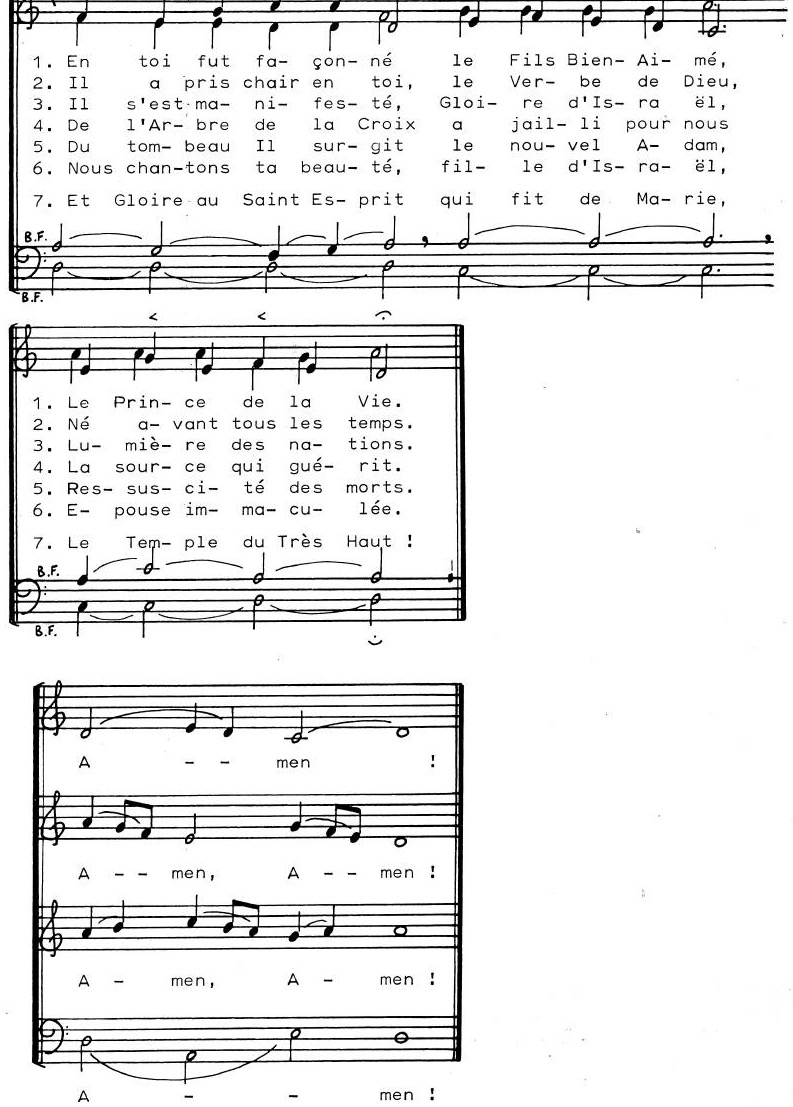 1. En toi fut fa- çon- né le Fils Bien- Ai- mé,
2. Il a pris chair en toi, le Ver- be de Dieu,
3. Il s'est ma- ni- fes- té, Gloi- re d'Is- ra ël,
4. De l'Ar- bre de la Croix a jail- li pour nous
5. Du tom- beau Il sur- git le nou- vel A- dam,
6. Nous chan- tons ta beau- té, fil- le d'Is- ra- ël,
7. Et Gloire au Saint Es- prit qui fit de Ma- rie,
B.F.
B.F.
1. Le Prin- ce de la Vie.
2. Né a- vant tous les temps.
3. Lu- miè- re des na- tions.
4. La sour- ce qui gué- rit.
5. Res- sus- ci- té des morts.
6. E- pouse im- ma- cu- lée.
7. Le Tem- ple du Très Haut !
B.F.
B.F.
A - - men !
A - - men, A - - men !
A - men, A - men !
A - - men !